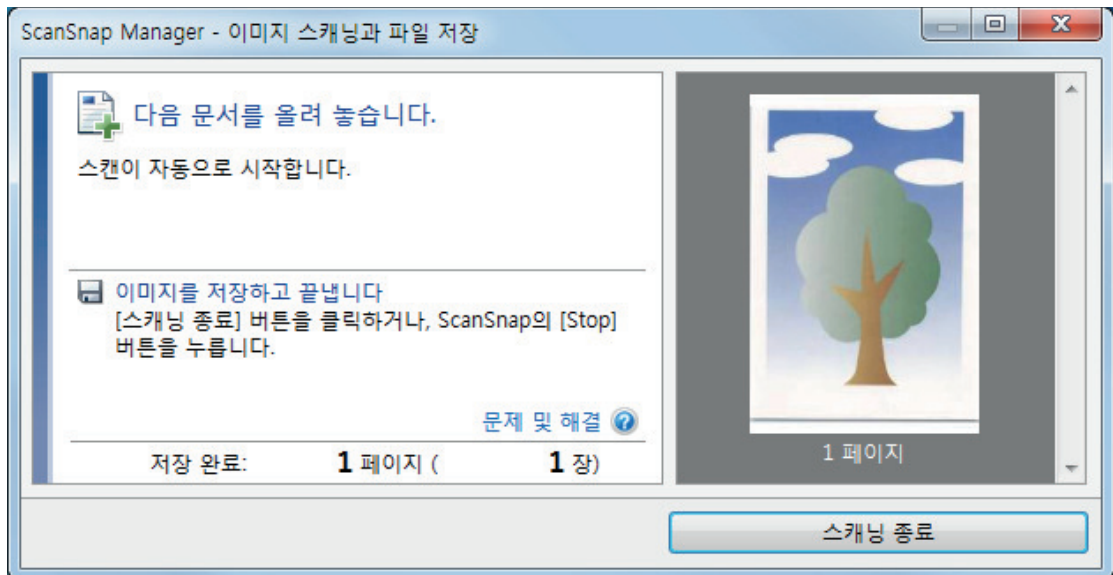 ScanSnap Manager - 이미지 스캐닝과 파일 저장
다음 문서를 올려 놓습니다.
스캔이 자동으로 시작합니다.
이미지를 저장하고 끝냅니다
[스캐닝 종료] 버튼을 클릭하거나, ScanSnap의 [Stop]
버튼을 누릅니다.
문제 및 해결
저장 완료: 1 페이지 ( 1 장)
1 페이지
스캐닝 종료